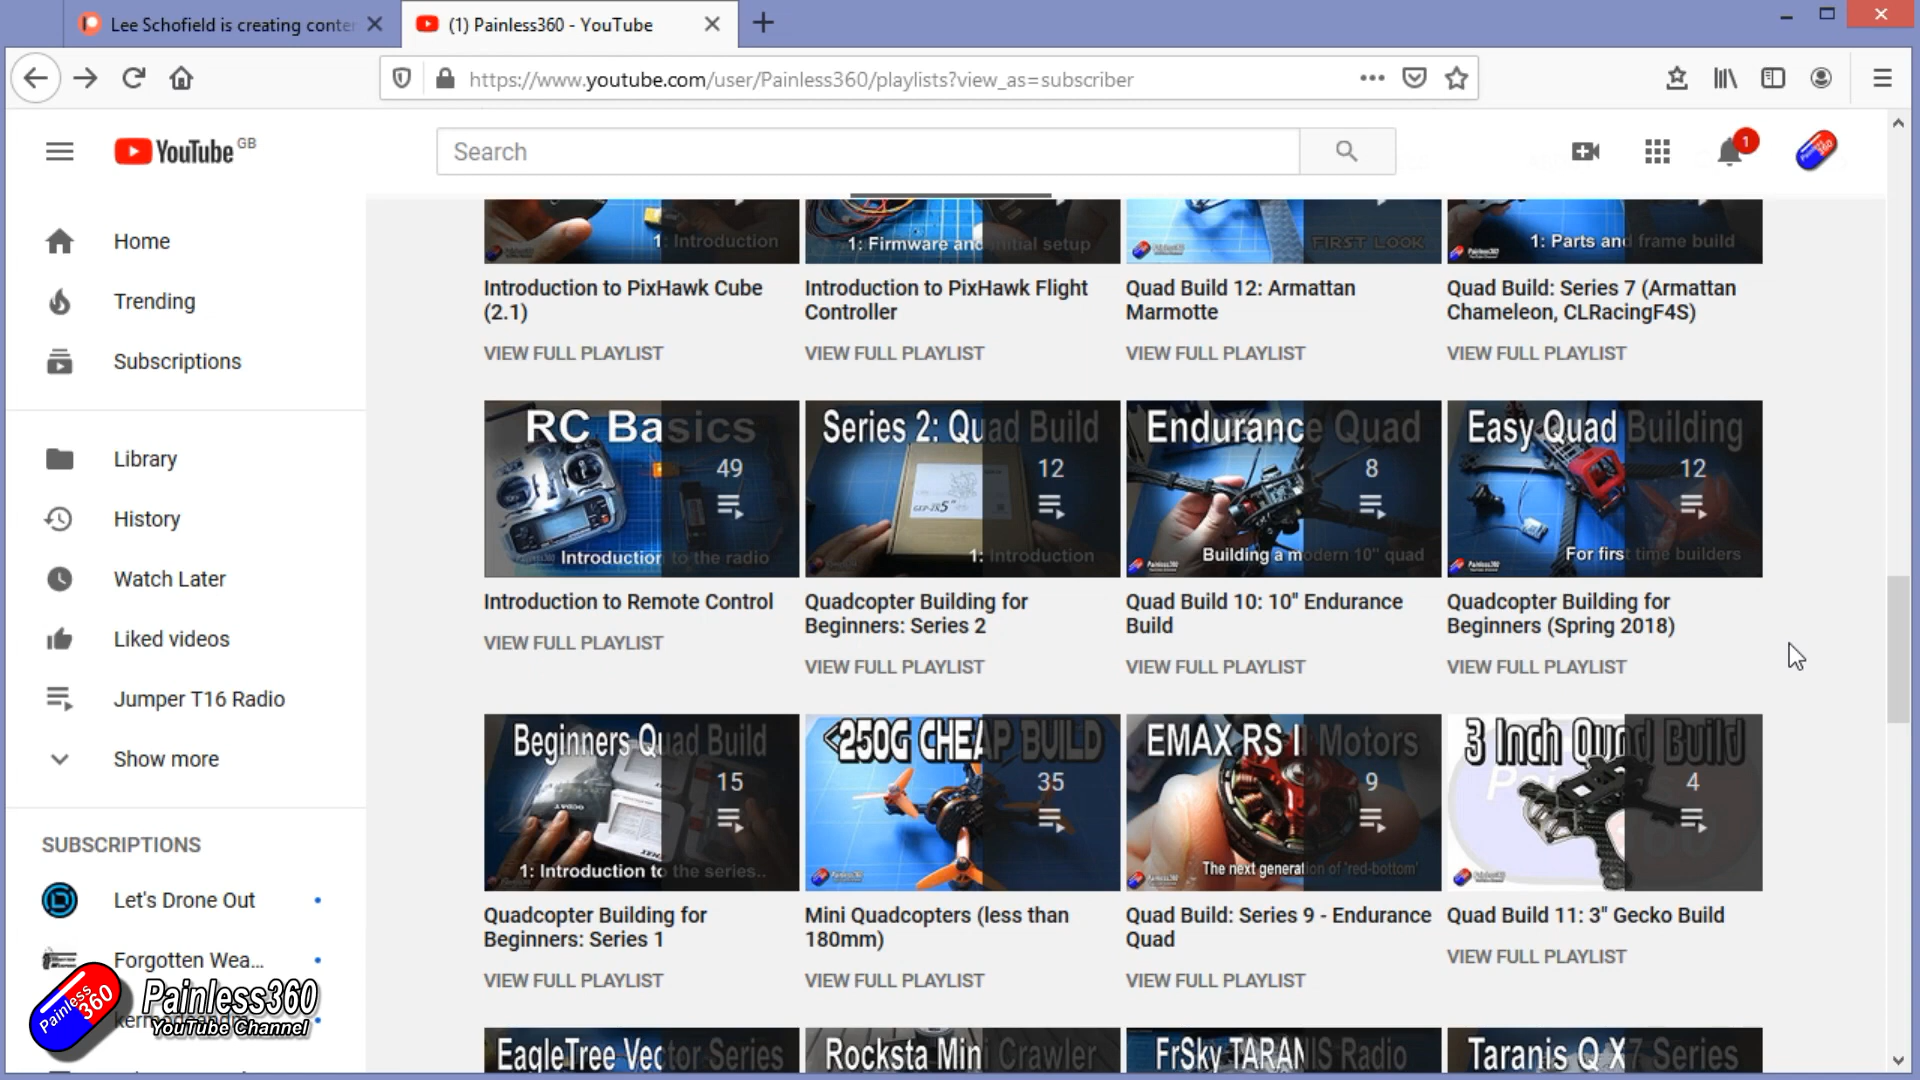 Lee Schofield is creating conte
(1) Painless360 - YouTube
https://www.youtube.com/user/Painless360/playlists?view_as=subscriber
YouTube GB
Search
1
Home
Trending
Subscriptions
Library
History
Watch Later
Liked videos
Jumper T16 Radio
Show more
SUBSCRIPTIONS
Let's Drone Out
Forgotten Wea...
Painless360
YouTube Channel
Painless 360
1: Introduction
1: Firmware and initial setup
FIRST LOOK
1: Parts and frame build
Introduction to PixHawk Cube
(2.1)
VIEW FULL PLAYLIST
Introduction to PixHawk Flight
Controller
VIEW FULL PLAYLIST
Quad Build 12: Armattan
Marmotte
VIEW FULL PLAYLIST
Quad Build: Series 7 (Armattan
Chameleon, CLRacingF4S)
VIEW FULL PLAYLIST
RC Basics
49
Introduction to the radio
Introduction to Remote Control
VIEW FULL PLAYLIST
Series 2: Quad Build
12
GEP-ZX5"
1: Introduction
Quadcopter Building for
Beginners: Series 2
VIEW FULL PLAYLIST
Endurance Quad
8
Building a modern 10" quad
Quad Build 10: 10" Endurance
Build
VIEW FULL PLAYLIST
Easy Quad Building
12
For first time builders
Quadcopter Building for
Beginners (Spring 2018)
VIEW FULL PLAYLIST
Beginners Quad Build
15
1: Introduction to the series..
Quadcopter Building for
Beginners: Series 1
VIEW FULL PLAYLIST
<250G CHEAP BUILD
35
Mini Quadcopters (less than
180mm)
VIEW FULL PLAYLIST
EMAX RS II Motors
9
The next generation of 'red-bottom'
Quad Build: Series 9 - Endurance
Quad
VIEW FULL PLAYLIST
3 Inch Quad Build
4
Quad Build 11: 3" Gecko Build
VIEW FULL PLAYLIST
EagleTree Vector Series
Rocksta Mini Crawler
FrSky TARANIS Radio
Taranis Q X7 Series